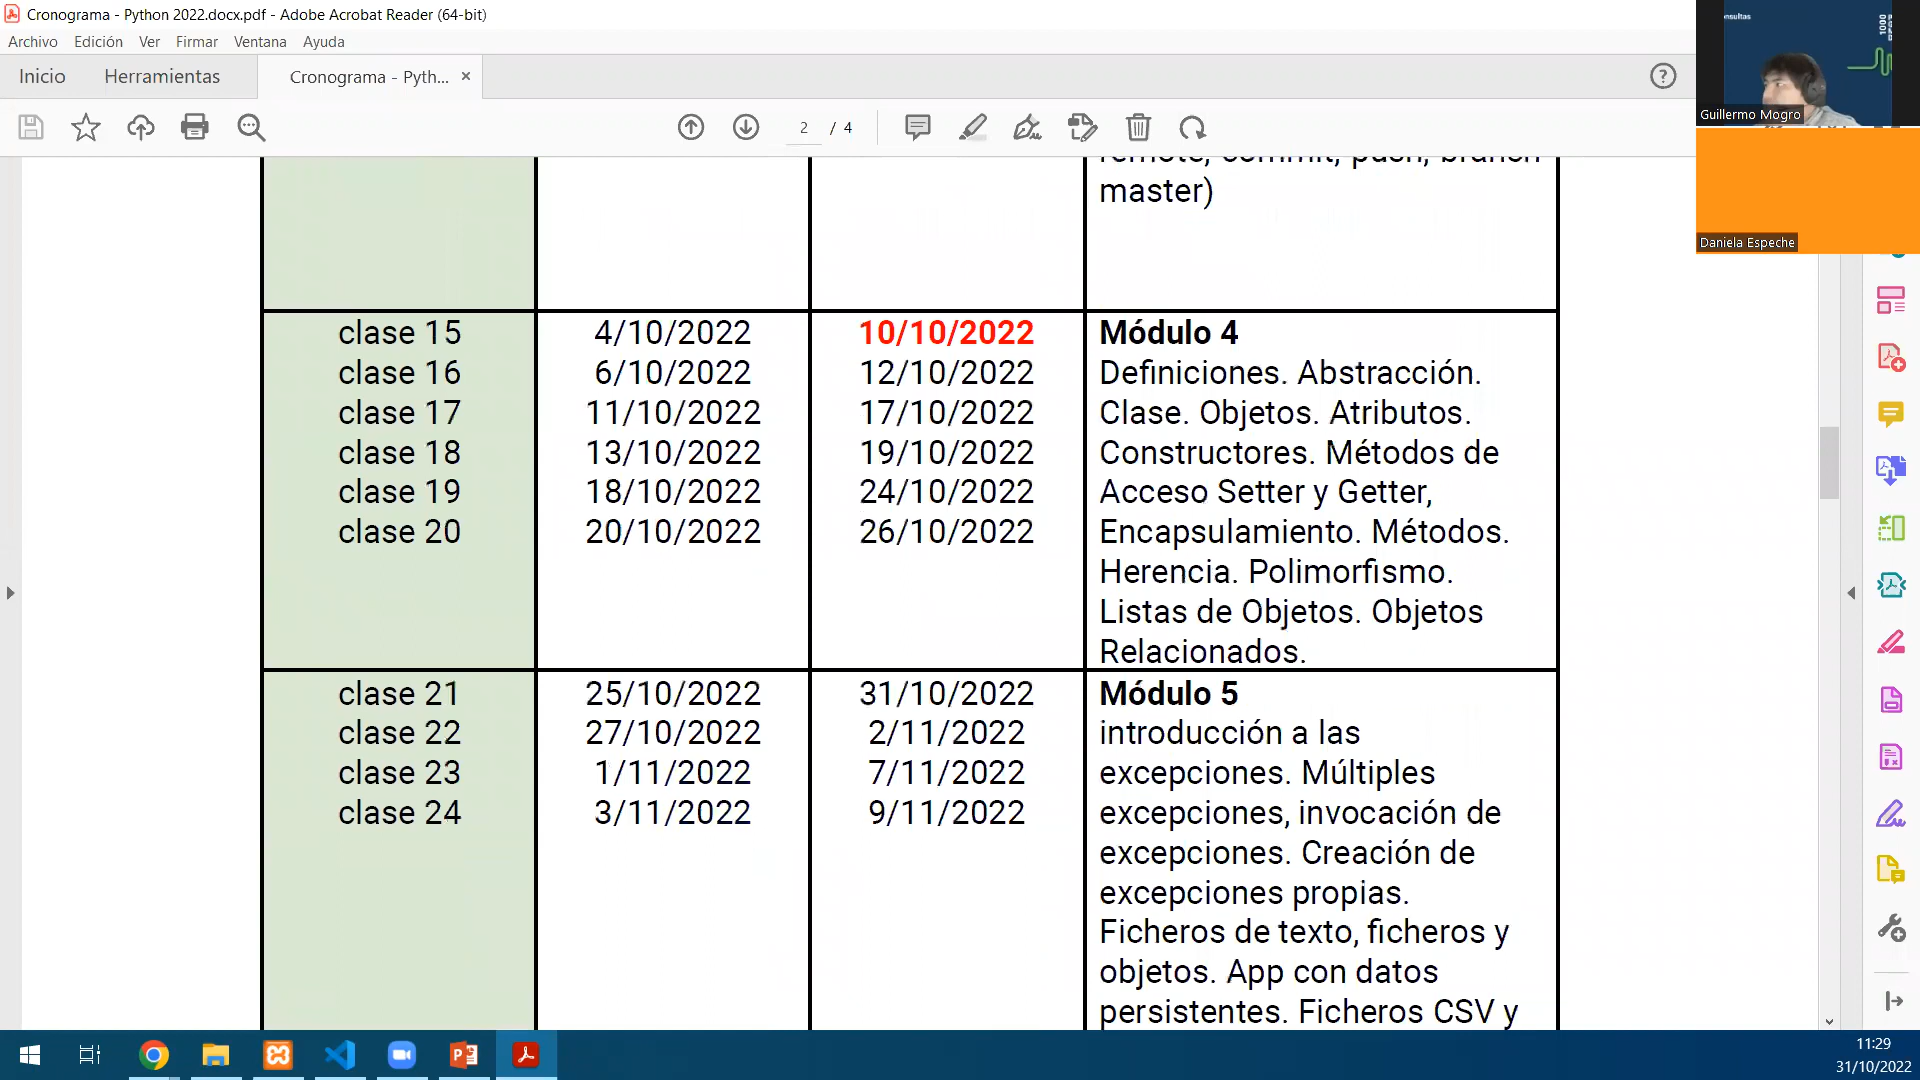 Cronograma - Python 2022.docx.pdf - Adobe Acrobat Reader (64-bit)
Archivo Edición Ver Firmar Ventana Ayuda
Inicio Herramientas Cronograma - Pyth... ×
2 / 4
remote, commit, push, branch
master)
clase 15 4/10/2022 10/10/2022 Módulo 4
clase 16 6/10/2022 12/10/2022 Definiciones. Abstracción.
clase 17 11/10/2022 17/10/2022 Clase. Objetos. Atributos.
clase 18 13/10/2022 19/10/2022 Constructores. Métodos de
clase 19 18/10/2022 24/10/2022 Acceso Setter y Getter,
clase 20 20/10/2022 26/10/2022 Encapsulamiento. Métodos.
Herencia. Polimorfismo.
Listas de Objetos. Objetos
Relacionados.
clase 21 25/10/2022 31/10/2022 Módulo 5
clase 22 27/10/2022 2/11/2022 introducción a las
clase 23 1/11/2022 7/11/2022 excepciones. Múltiples
clase 24 3/11/2022 9/11/2022 excepciones, invocación de
excepciones. Creación de
excepciones propias.
Ficheros de texto, ficheros y
objetos. App con datos
persistentes. Ficheros CSV y
Guillermo Mogro
Daniela Espeche
11:29
31/10/2022